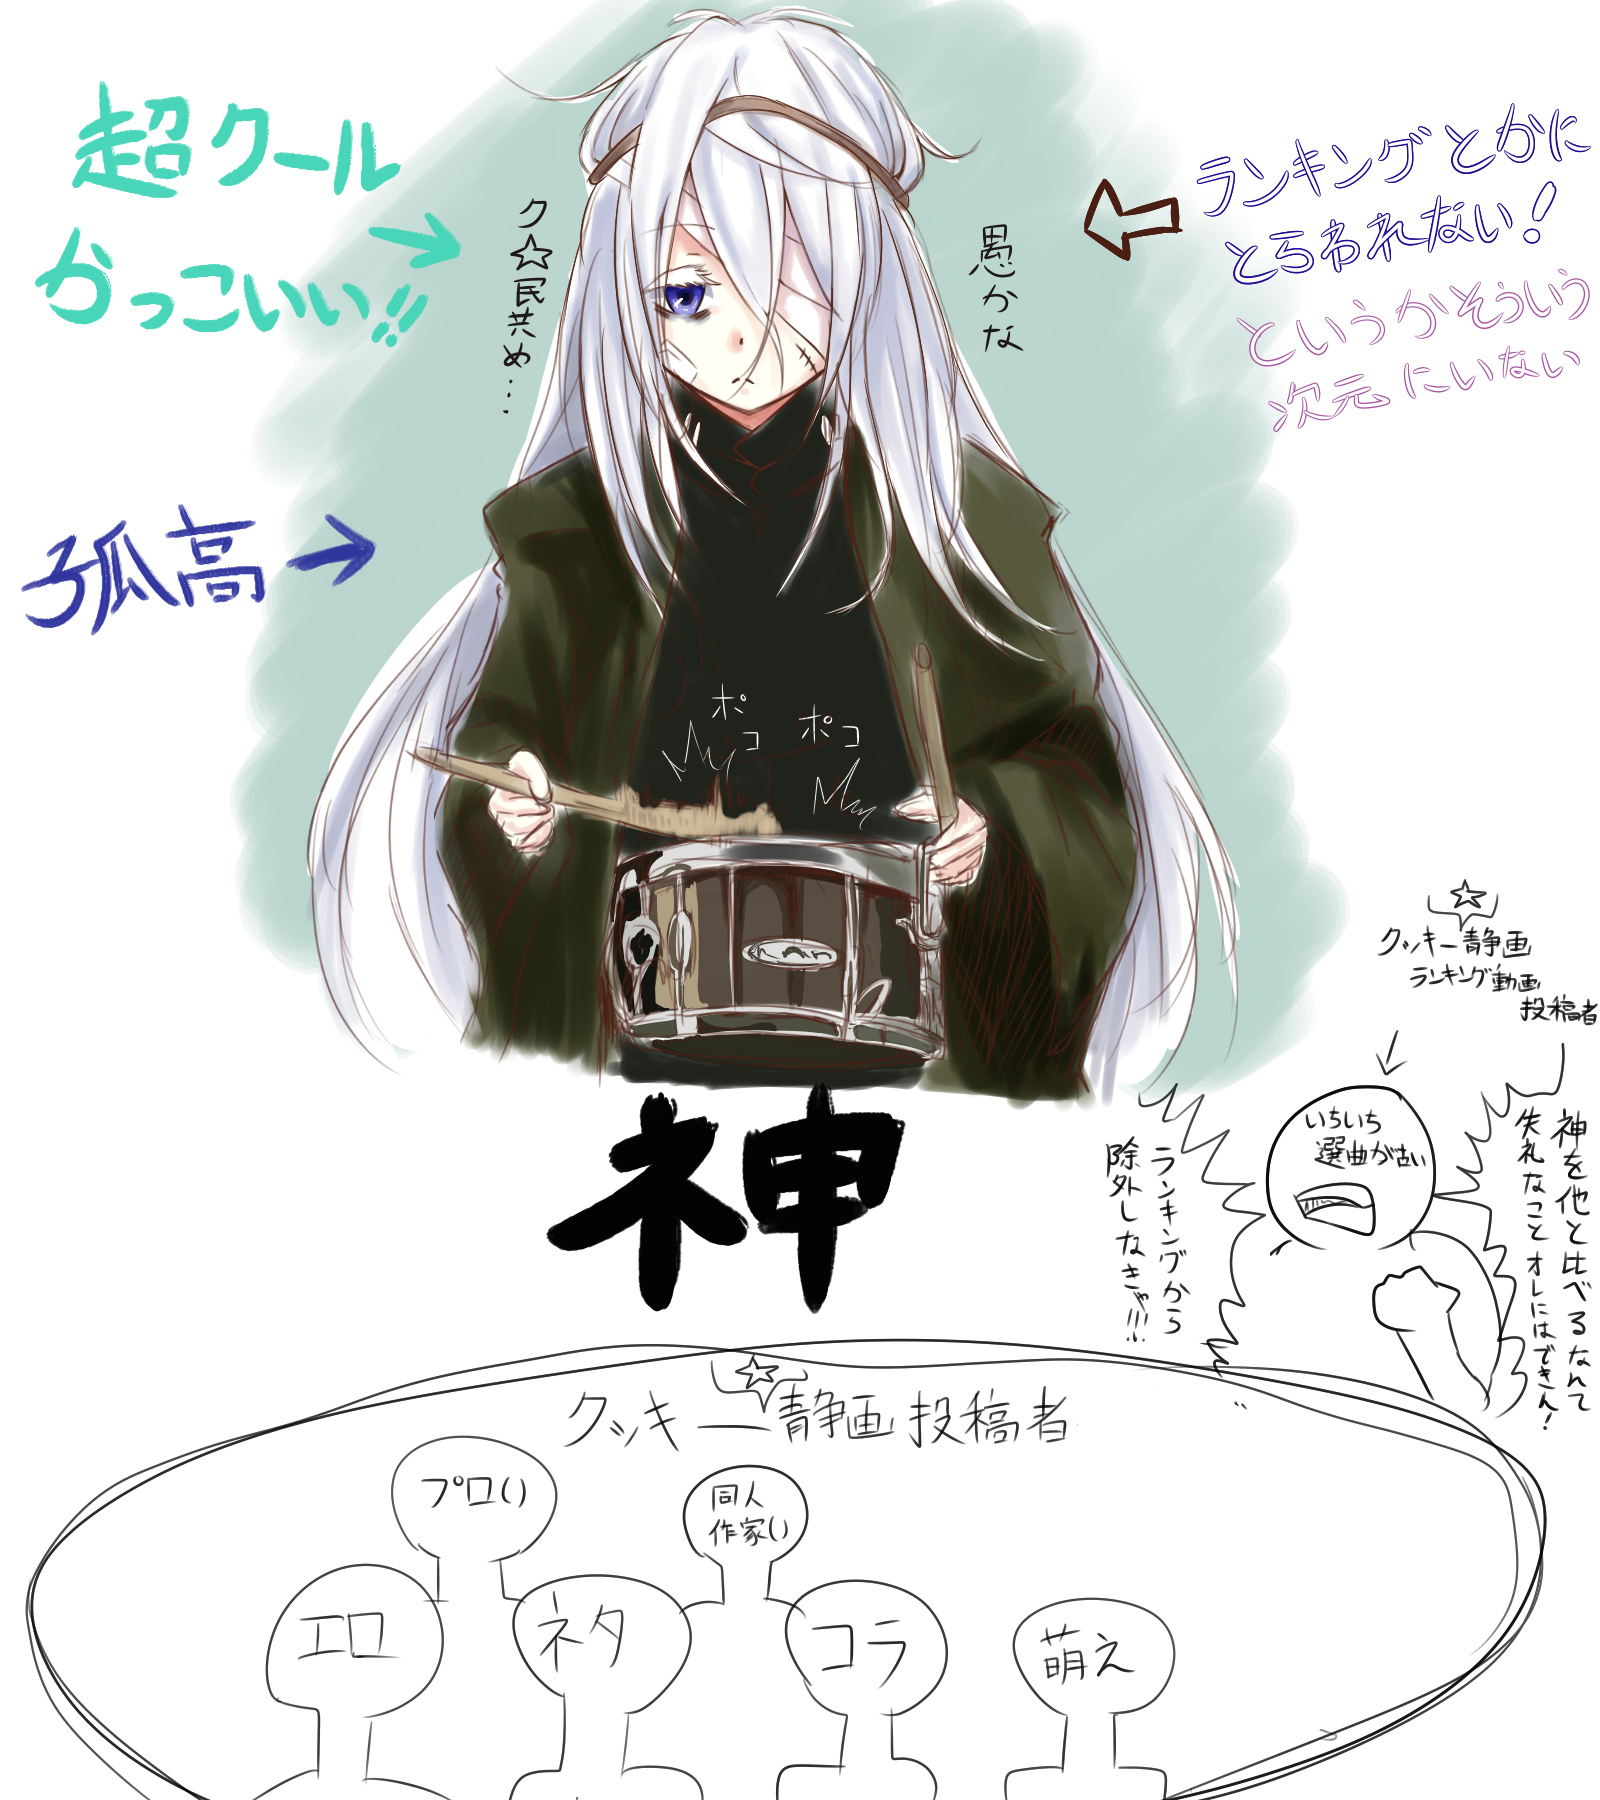 超クール
かっこいい!!
孤高
ク☆民共め…
愚かな
ランキングとかに
とらわれない!
というかそういう
次元にいない
ポコ
ポコ
神
☆
クッキー静画
ランキング動画
投稿者
いちいち
選曲が古い
神を他と比べるなんて
失礼なことオレにはできん!
ランキングから
除外しなきゃ!!!
☆
クッキー静画投稿者
プロ()
同人
作家()
エロ
ネタ
コラ
萌え